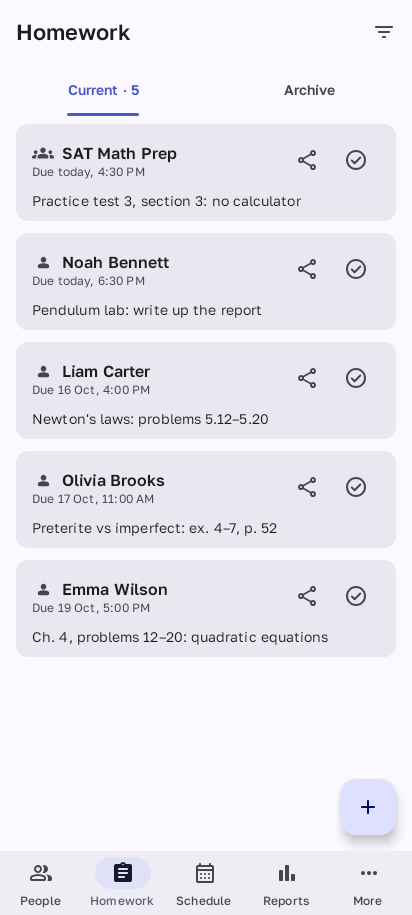 Homework
Current · 5
Archive
SAT Math Prep
Due today, 4:30 PM
Practice test 3, section 3: no calculator
Noah Bennett
Due today, 6:30 PM
Pendulum lab: write up the report
Liam Carter
Due 16 Oct, 4:00 PM
Newton's laws: problems 5.12–5.20
Olivia Brooks
Due 17 Oct, 11:00 AM
Preterite vs imperfect: ex. 4–7, p. 52
Emma Wilson
Due 19 Oct, 5:00 PM
Ch. 4, problems 12–20: quadratic equations
People
Homework
Schedule
Reports
More